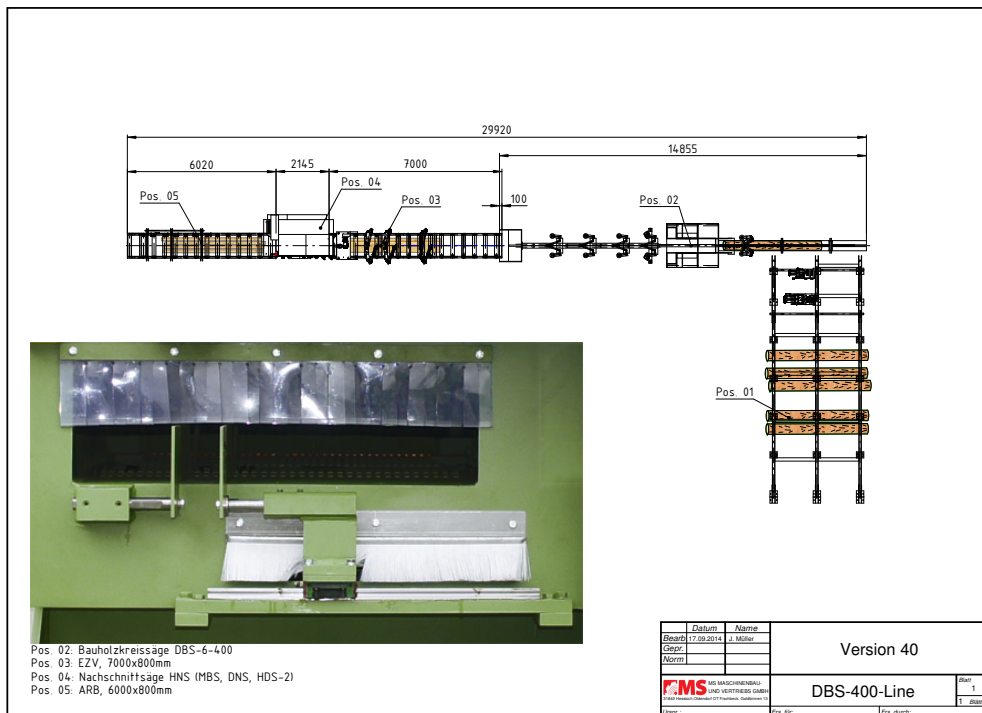 29920
14855
6020 2145 7000
Pos. 04
Pos. 05 Pos. 03 100 Pos. 02
Pos. 01
Pos. 02: Bauholzkreissäge DBS-6-400
Pos. 03: EZV, 7000x800mm
Pos. 04: Nachschnittsäge HNS (MBS, DNS, HDS-2)
Pos. 05: ARB, 6000x800mm
Datum Name
Bearb 17.09.2014 J. Müller
Gepr.
Norm
Version 40
MS MS MASCHINENBAU-
UND VERTRIEBS GMBH
DBS-400-Line
Blatt
1
1 Blatt